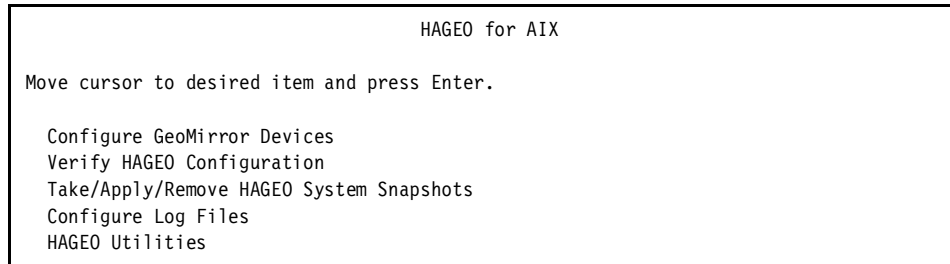 HAGEO for AIX
Move cursor to desired item and press Enter.
Configure GeoMirror Devices
Verify HAGEO Configuration
Take/Apply/Remove HAGEO System Snapshots
Configure Log Files
HAGEO Utilities